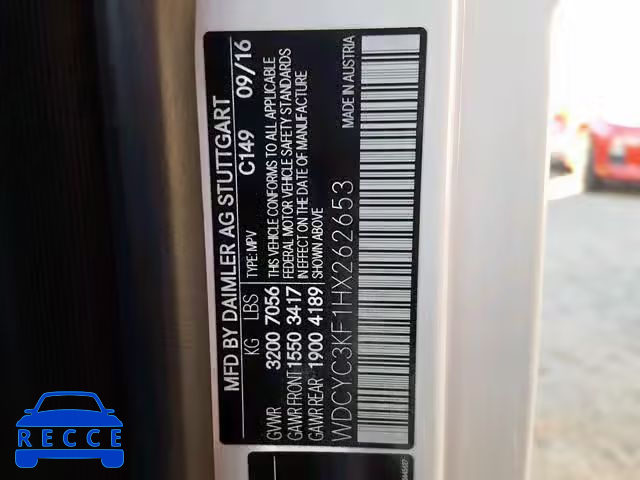 MFD BY DAIMLER AG STUTTGART
C149 09/16
KG LBS TYPE: MPV
GVWR 3200 7056 THIS VEHICLE CONFORMS TO ALL APPLICABLE
GAWR FRONT 1550 3417 FEDERAL MOTOR VEHICLE SAFETY STANDARDS
IN EFFECT ON THE DATE OF MANUFACTURE
GAWR REAR 1900 4189 SHOWN ABOVE
MADE IN AUSTRIA
WDCYC3KF1HX262653
RECCE